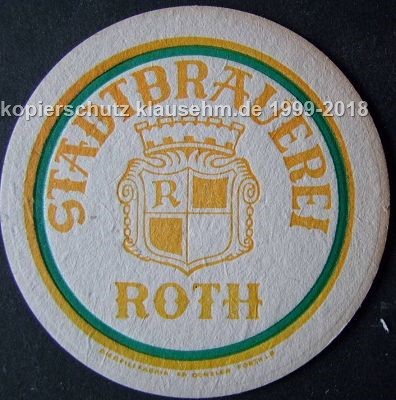 STADTBRAUEREI
kopierschutz klausehm.de 1999-2018
R
ROTH